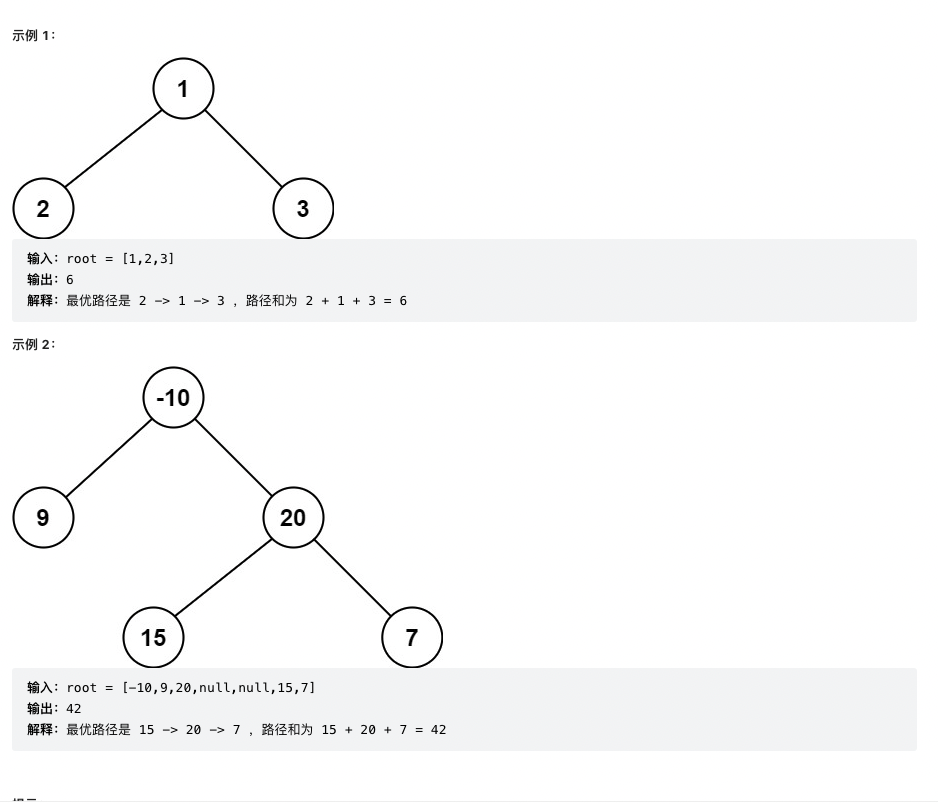 示例 1：
1
2
3
输入：root = [1,2,3]
输出：6
解释：最优路径是 2 -> 1 -> 3 ，路径和为 2 + 1 + 3 = 6
示例 2：
-10
9
20
15
7
输入：root = [-10,9,20,null,null,15,7]
输出：42
解释：最优路径是 15 -> 20 -> 7 ，路径和为 15 + 20 + 7 = 42